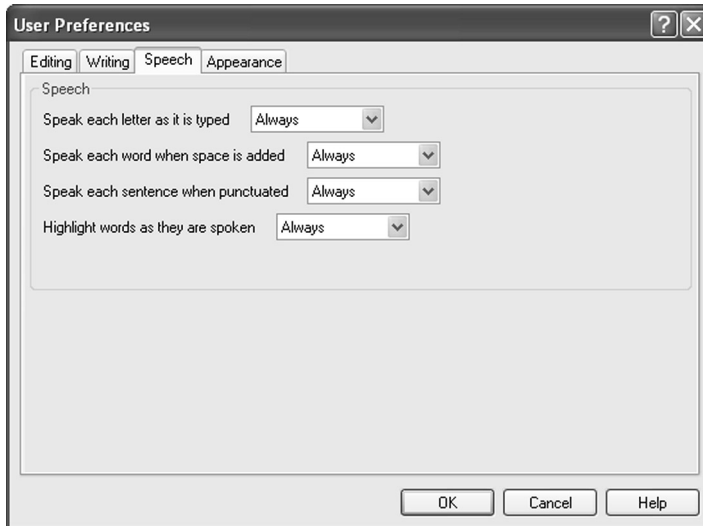 User Preferences
Editing Writing Speech Appearance
Speech
Speak each letter as it is typed Always
Speak each word when space is added Always
Speak each sentence when punctuated Always
Highlight words as they are spoken Always
OK Cancel Help